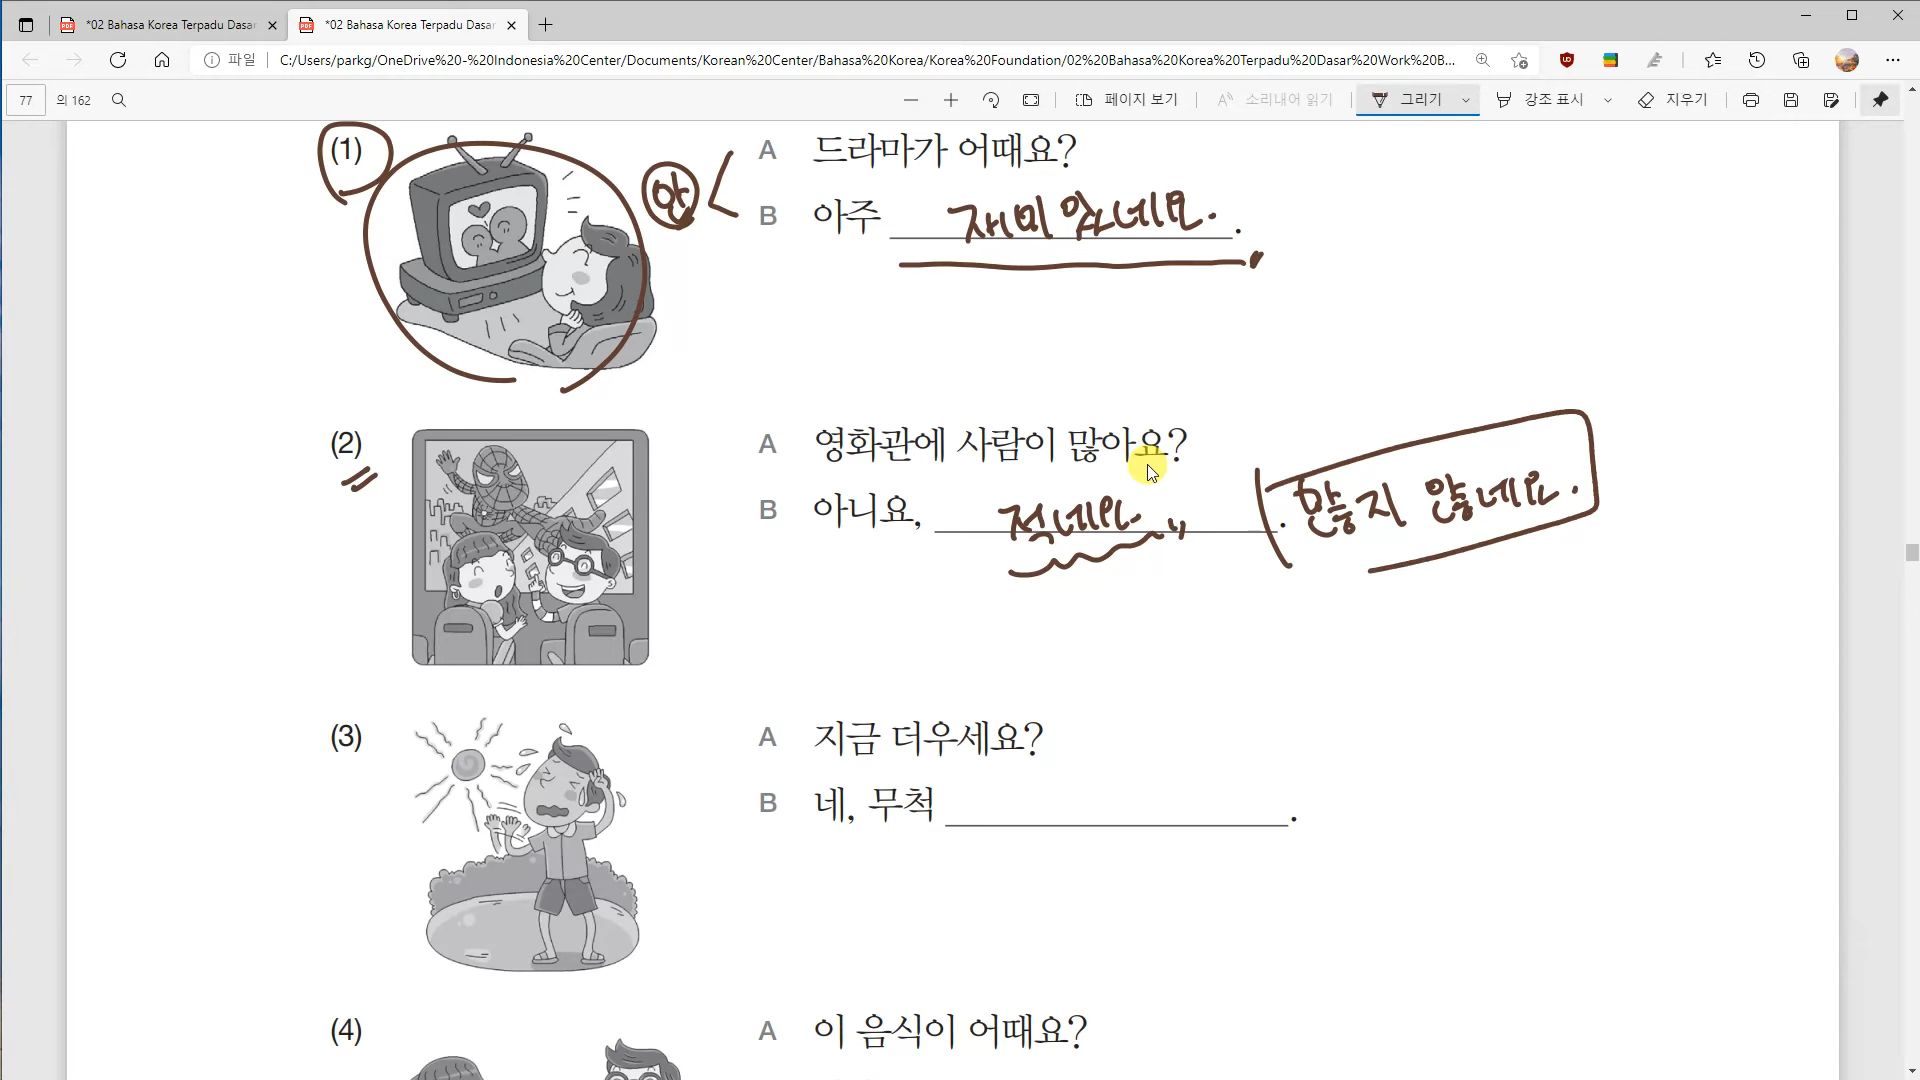 *02 Bahasa Korea Terpadu Dasar
*02 Bahasa Korea Terpadu Dasar
파일
C:/Users/parkg/OneDrive%20-%20Indonesia%20Center/Documents/Korean%20Center/Bahasa%20Korea/Korea%20Foundation/02%20Bahasa%20Korea%20Terpadu%20Dasar%20Work%20B...
77 의 162 페이지 보기 소리내어 읽기 그리기 강조 표시 지우기
(1) A 드라마가 어때요?
안
B 아주 재미있네요.
(2) A 영화관에 사람이 많아요?
B 아니요, 적네요. 많지 않네요.
(3) A 지금 더우세요?
B 네, 무척 .
(4) A 이 음식이 어때요?